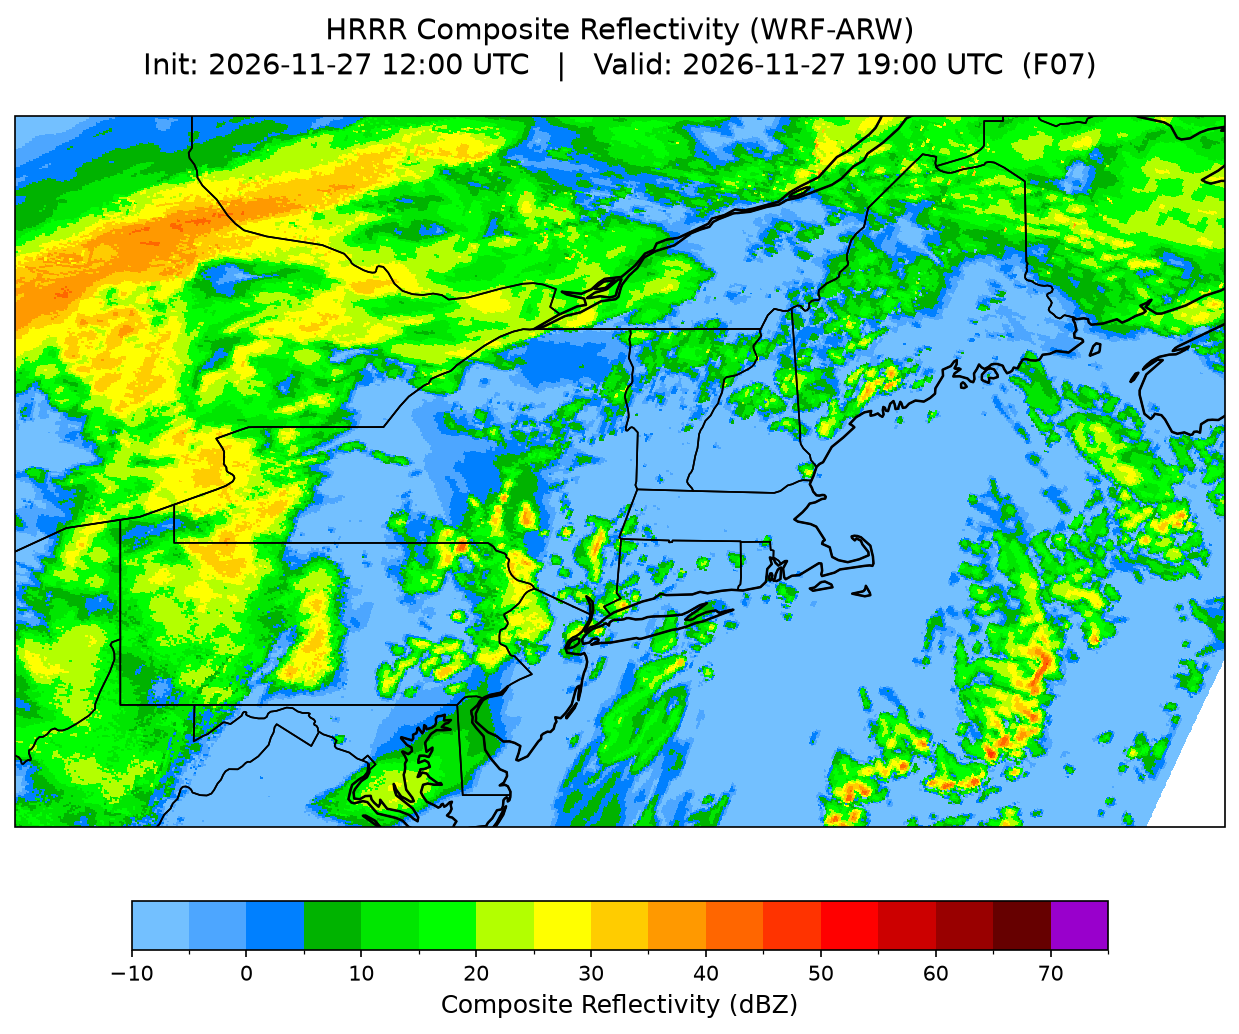 HRRR Composite Reflectivity (WRF-ARW)
Init: 2026-11-27 12:00 UTC | Valid: 2026-11-27 19:00 UTC (F07)
−10 0 10 20 30 40 50 60 70
Composite Reflectivity (dBZ)